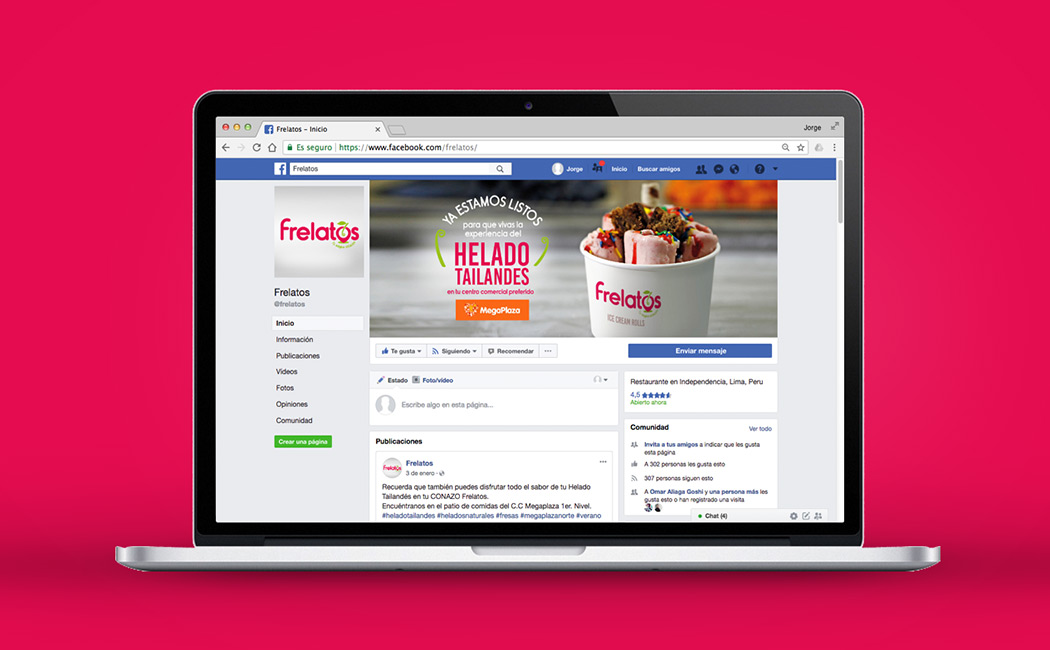 Frelatos - Inicio
Jorge
Es seguro
https://www.facebook.com/frelatos/
Frelatos
Jorge
Inicio
Buscar amigos
Frelatos
Frelatos
@frelatos
Inicio
Información
Publicaciones
Videos
Fotos
Opiniones
Comunidad
Crear una página
YA ESTAMOS LISTOS
para que vivas la
experiencia del
HELADO
TAILANDES
en tu centro comercial preferido
MegaPlaza
Frelatos
ICE CREAM ROLLS
Te gusta
Siguiendo
Recomendar
Enviar mensaje
Estado
Foto/video
Escribe algo en esta página...
Publicaciones
Frelatos
Frelatos
3 de enero
Recuerda que también puedes disfrutar todo el sabor de tu Helado
Tailandés en tu CONAZO Frelatos.
Encuéntranos en el patio de comidas del C.C Megaplaza 1er. Nivel.
#heladotailandes #heladosnaturales #fresas #megaplazanorte #verano
Restaurante en Independencia, Lima, Peru
4,5
Abierto ahora
Comunidad
Ver todo
Invita a tus amigos a indicar que les gusta
esta página
A 302 personas les gusta esto
307 personas siguen esto
A Omar Aliaga Goshi y una persona más les
gusta esto o han registrado una visita
Chat (4)